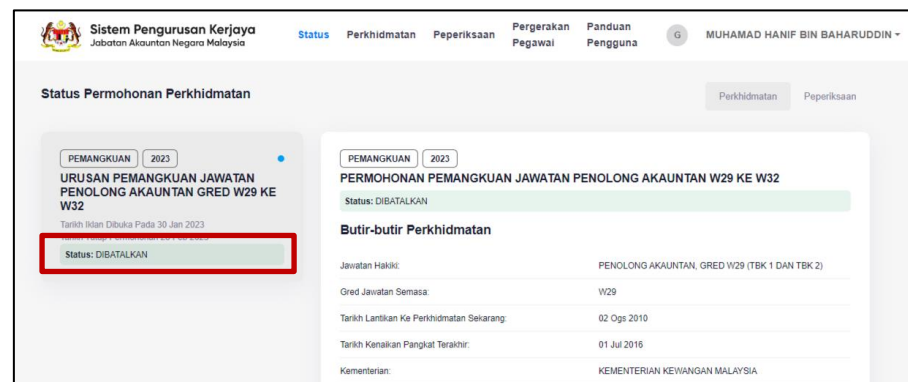 Sistem Pengurusan Kerjaya
Jabatan Akauntan Negara Malaysia
Status Perkhidmatan Peperiksaan Pergerakan Pegawai Panduan Pengguna G MUHAMAD HANIF BIN BAHARUDDIN
Status Permohonan Perkhidmatan
Perkhidmatan Peperiksaan
PEMANGKUAN 2023
URUSAN PEMANGKUAN JAWATAN
PENOLONG AKAUNTAN GRED W29 KE
W32
Tarikh Iklan Dibuka Pada 30 Jan 2023
Status: DIBATALKAN
PEMANGKUAN 2023
PERMOHONAN PEMANGKUAN JAWATAN PENOLONG AKAUNTAN W29 KE W32
Status: DIBATALKAN
Butir-butir Perkhidmatan
Jawatan Hakiki: PENOLONG AKAUNTAN, GRED W29 (TBK 1 DAN TBK 2)
Gred Jawatan Semasa: W29
Tarikh Lantikan Ke Perkhidmatan Sekarang: 02 Ogs 2010
Tarikh Kenaikan Pangkat Terakhir: 01 Jul 2016
Kementerian: KEMENTERIAN KEWANGAN MALAYSIA